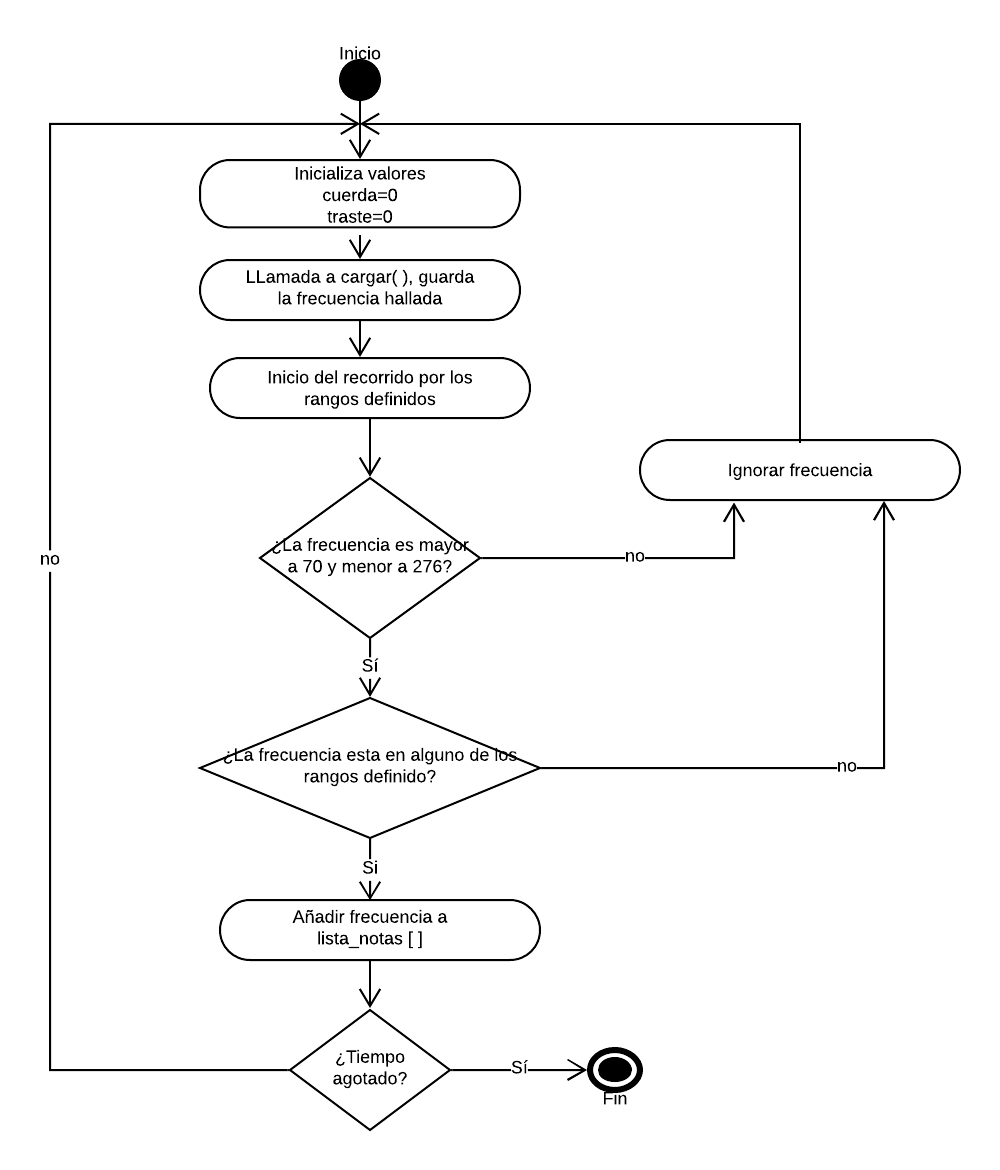 Inicio
Inicializa valores
cuerda=0
traste=0
LLamada a cargar( ), guarda
la frecuencia hallada
Inicio del recorrido por los
rangos definidos
Ignorar frecuencia
¿La frecuencia es mayor
a 70 y menor a 276?
no
no
Sí
¿La frecuencia esta en alguno de los
rangos definido?
no
Si
Añadir frecuencia a
lista_notas [ ]
¿Tiempo
agotado?
Sí
Fin